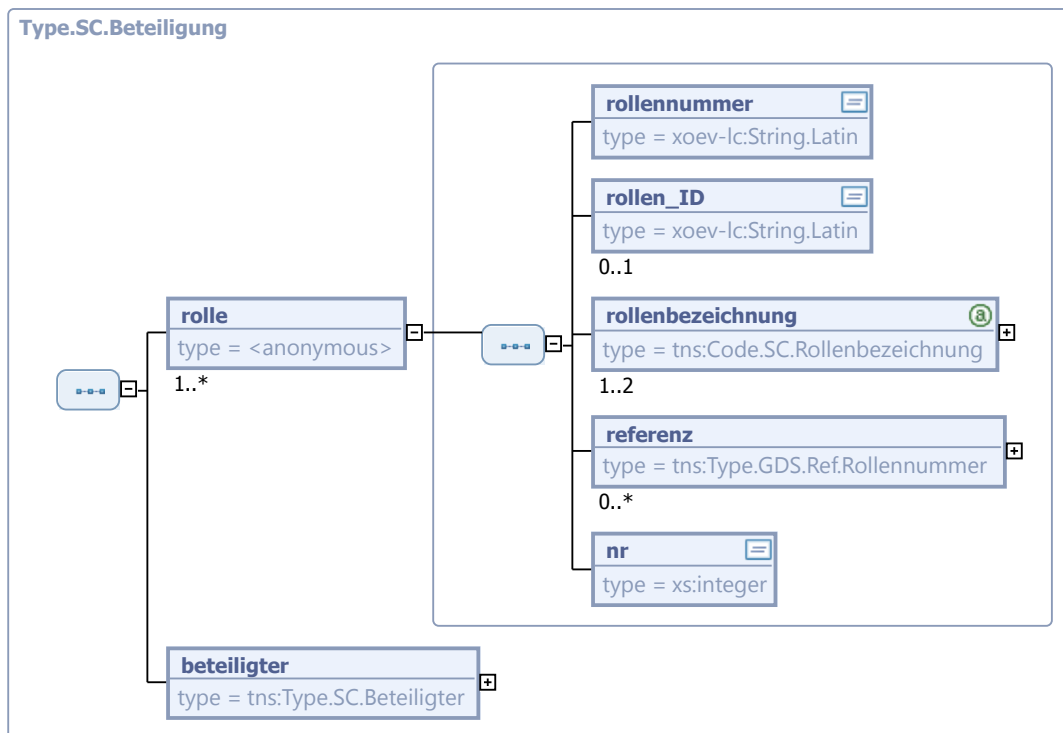 Type.SC.Beteiligung
rollennummer
type = xoev-lc:String.Latin
rollen_ID
type = xoev-lc:String.Latin
0..1
rolle
type = <anonymous>
1..*
rollenbezeichnung
a
type = tns:Code.SC.Rollenbezeichnung
1..2
referenz
type = tns:Type.GDS.Ref.Rollennummer
0..*
nr
type = xs:integer
beteiligter
type = tns:Type.SC.Beteiligter